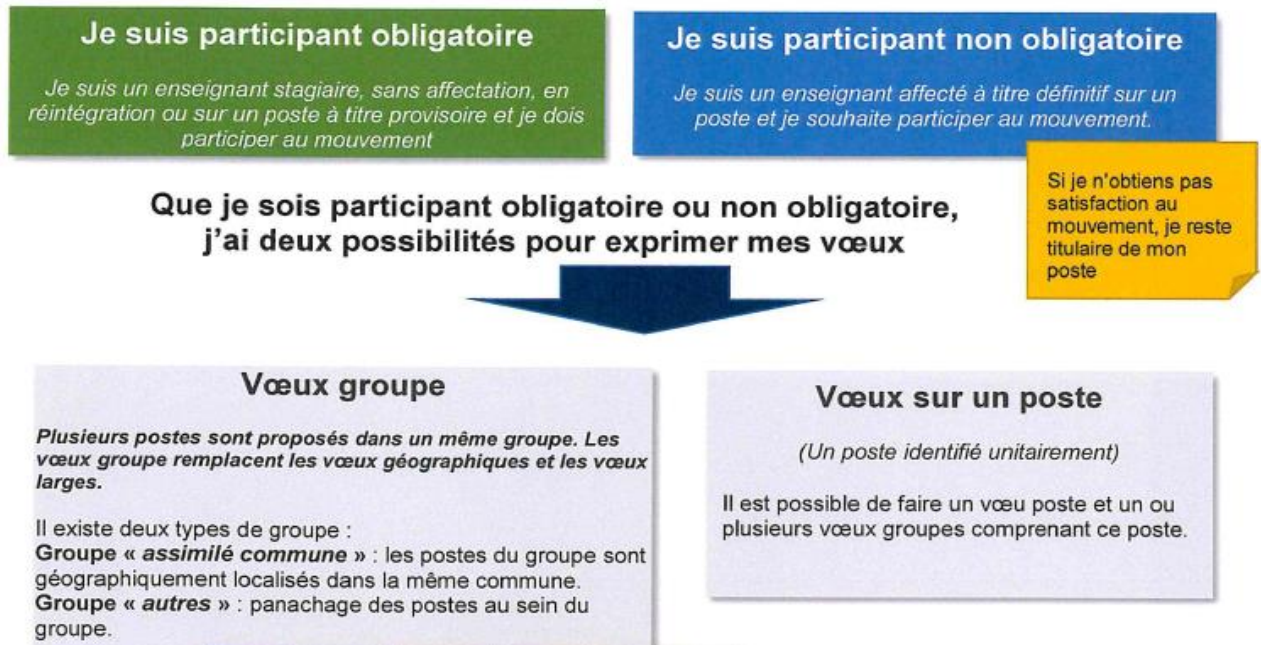 Je suis participant obligatoire
Je suis un enseignant stagiaire, sans affectation, en
réintégration ou sur un poste à titre provisoire et je dois
participer au mouvement
Je suis participant non obligatoire
Je suis un enseignant affecté à titre définitif sur un
poste et je souhaite participer au mouvement.
Si je n'obtiens pas
satisfaction au
mouvement, je reste
titulaire de mon
poste
Que je sois participant obligatoire ou non obligatoire,
j'ai deux possibilités pour exprimer mes vœux
Vœux groupe
Plusieurs postes sont proposés dans un même groupe. Les
vœux groupe remplacent les vœux géographiques et les vœux
larges.
Il existe deux types de groupe :
Groupe « assimilé commune » : les postes du groupe sont
géographiquement localisés dans la même commune.
Groupe « autres » : panachage des postes au sein du
groupe.
Vœux sur un poste
(Un poste identifié unitairement)
Il est possible de faire un vœu poste et un ou
plusieurs vœux groupes comprenant ce poste.